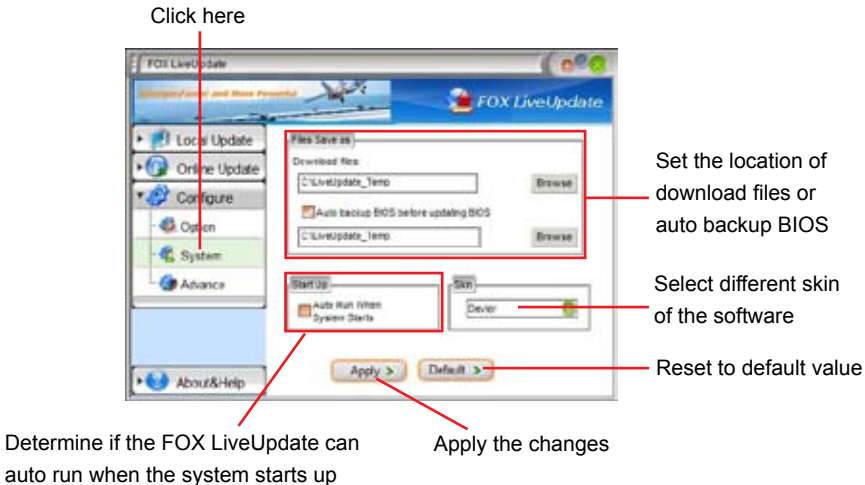 Click here
FOX LiveUpdate
and More Powerful
FOX LiveUpdate
Local Update
Online Update
Configure
Option
System
Advance
About&Help
Files Save as
Download files:
C:\LiveUpdate_Temp
Browse
Auto backup BIOS before updating BIOS
C:\LiveUpdate_Temp
Browse
Start Up
Auto Run When
System Starts
Skin
Apply >
Default >
Set the location of
download files or
auto backup BIOS
Select different skin
of the software
Reset to default value
Determine if the FOX LiveUpdate can
auto run when the system starts up
Apply the changes